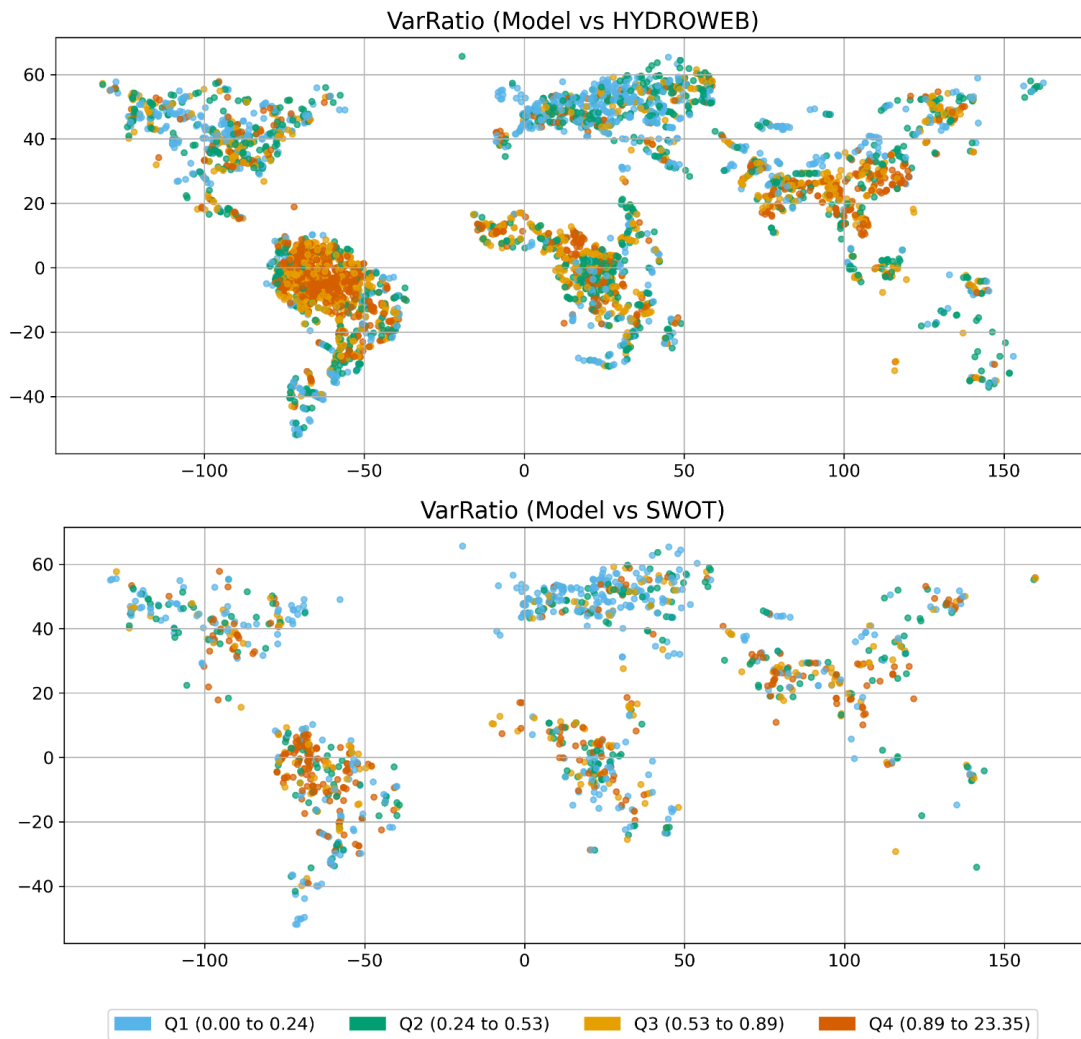 VarRatio (Model vs HYDROWEB)
60
40
20
0
−20
−40
−100 −50 0 50 100 150
VarRatio (Model vs SWOT)
60
40
20
0
−20
−40
−100 −50 0 50 100 150
Q1 (0.00 to 0.24) Q2 (0.24 to 0.53) Q3 (0.53 to 0.89) Q4 (0.89 to 23.35)